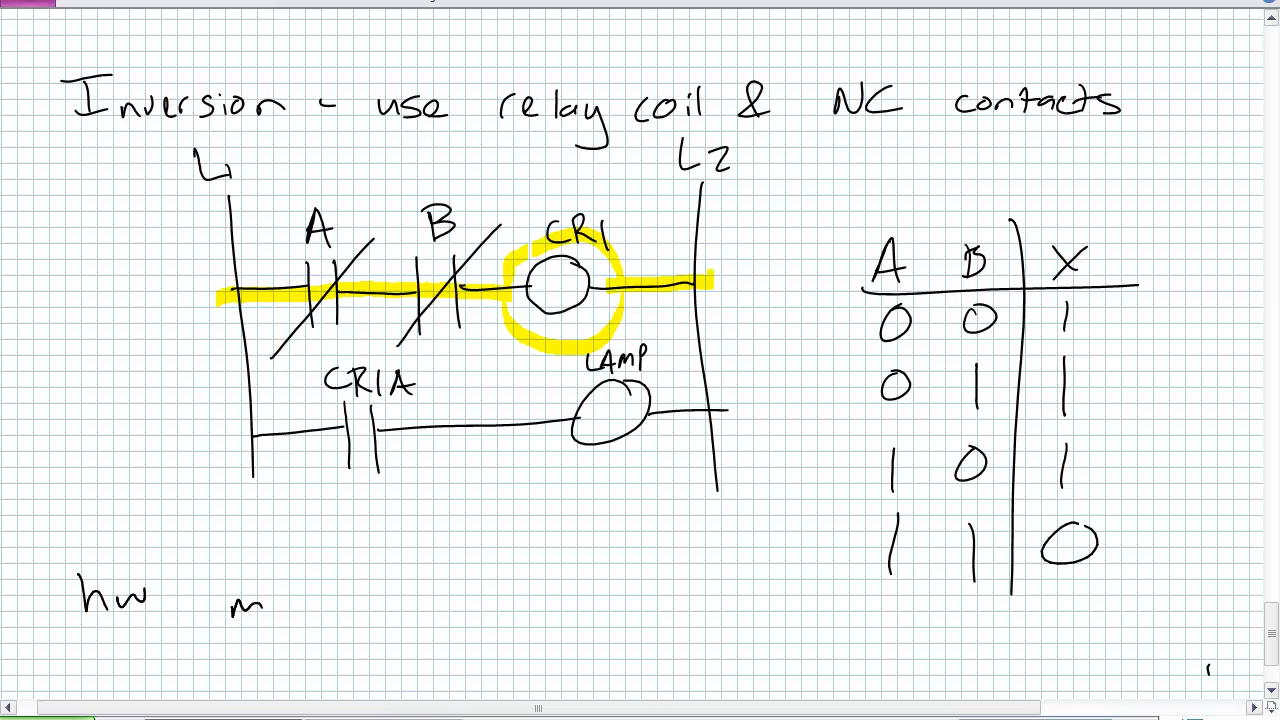 Inversion - use relay coil & NC contacts
L1 L2
A B CR1
CR1A LAMP
A B X
0 0 1
0 1 1
1 0 1
1 1 0
hw m